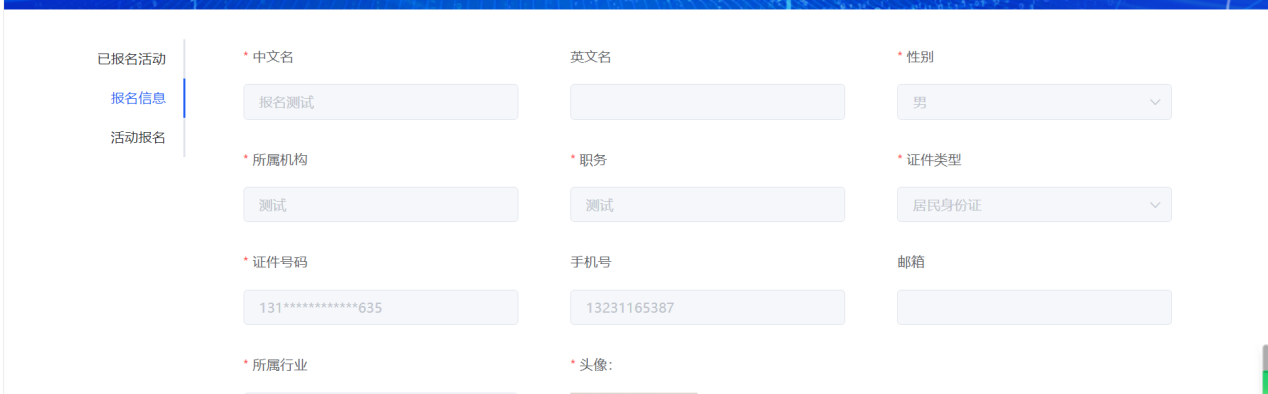 已报名活动
报名信息
活动报名
* 中文名
英文名
* 性别
报名测试
男
* 所属机构
* 职务
* 证件类型
测试
测试
居民身份证
* 证件号码
手机号
邮箱
131************635
13231165387
* 所属行业
* 头像: